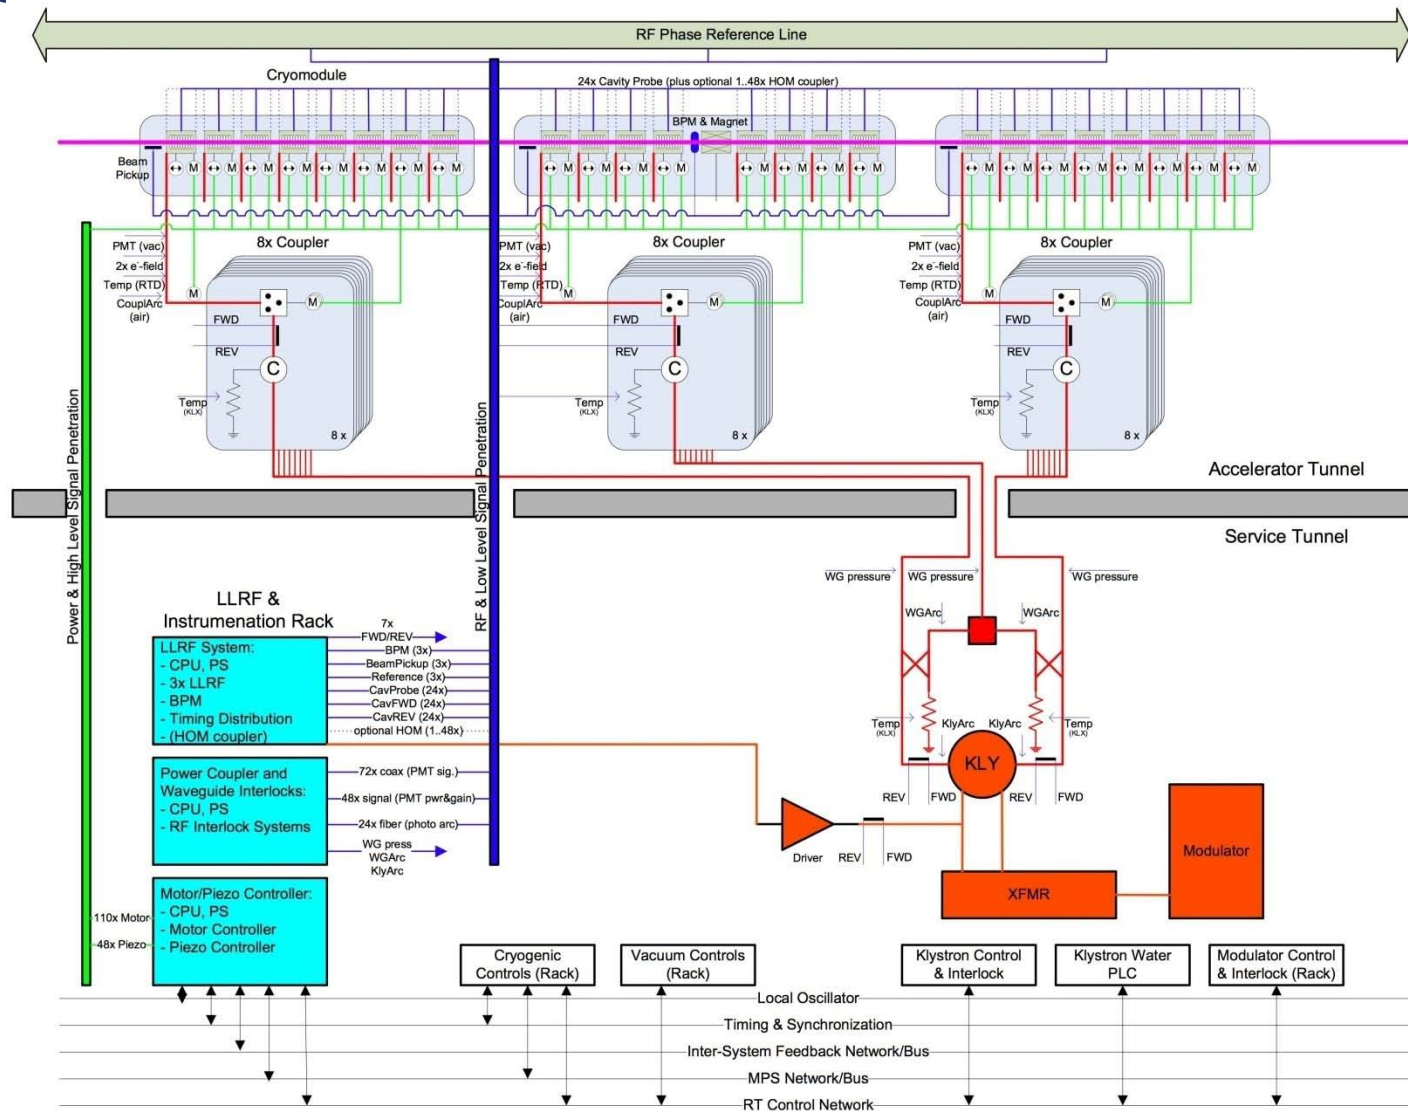 RF Phase Reference Line
Cryomodule
24x Cavity Probe (plus optional 1..48x HOM coupler)
BPM & Magnet
Beam
Pickup
M M M M M M M M
M M M M M M M M
M M M M M M M M
8x Coupler
8x Coupler
8x Coupler
PMT (vac)
2x e⁻-field
Temp (RTD)
CouplArc
(air)
M
M
FWD
REV
C
Temp
(KLX)
8 x
PMT (vac)
2x e⁻-field
Temp (RTD)
CouplArc
(air)
M
M
FWD
REV
C
Temp
(KLX)
8 x
PMT (vac)
2x e⁻-field
Temp (RTD)
CouplArc
(air)
M
M
FWD
REV
C
Temp
(KLX)
8 x
Power & High Level Signal Penetration
RF & Low Level Signal Penetration
Accelerator Tunnel
Service Tunnel
WG pressure
WG pressure
WG pressure
WGArc
WGArc
Temp
(KLX)
KlyArc
KlyArc
Temp
(KLX)
KLY
REV
FWD
REV
FWD
LLRF &
Instrumenation Rack
LLRF System:
- CPU, PS
- 3x LLRF
- BPM
- Timing Distribution
- (HOM coupler)
7x
FWD/REV
BPM (3x)
BeamPickup (3x)
Reference (3x)
CavProbe (24x)
CavFWD (24x)
CavREV (24x)
optional HOM (1..48x)
Power Coupler and
Waveguide Interlocks:
- CPU, PS
- RF Interlock Systems
72x coax (PMT sig.)
48x signal (PMT pwr&gain)
24x fiber (photo arc)
WG press
WGArc
KlyArc
Driver
REV
FWD
XFMR
Modulator
Motor/Piezo Controller:
- CPU, PS
- Motor Controller
- Piezo Controller
110x Motor
48x Piezo
Cryogenic
Controls (Rack)
Vacuum Controls
(Rack)
Klystron Control
& Interlock
Klystron Water
PLC
Modulator Control
& Interlock (Rack)
Local Oscillator
Timing & Synchronization
Inter-System Feedback Network/Bus
MPS Network/Bus
RT Control Network